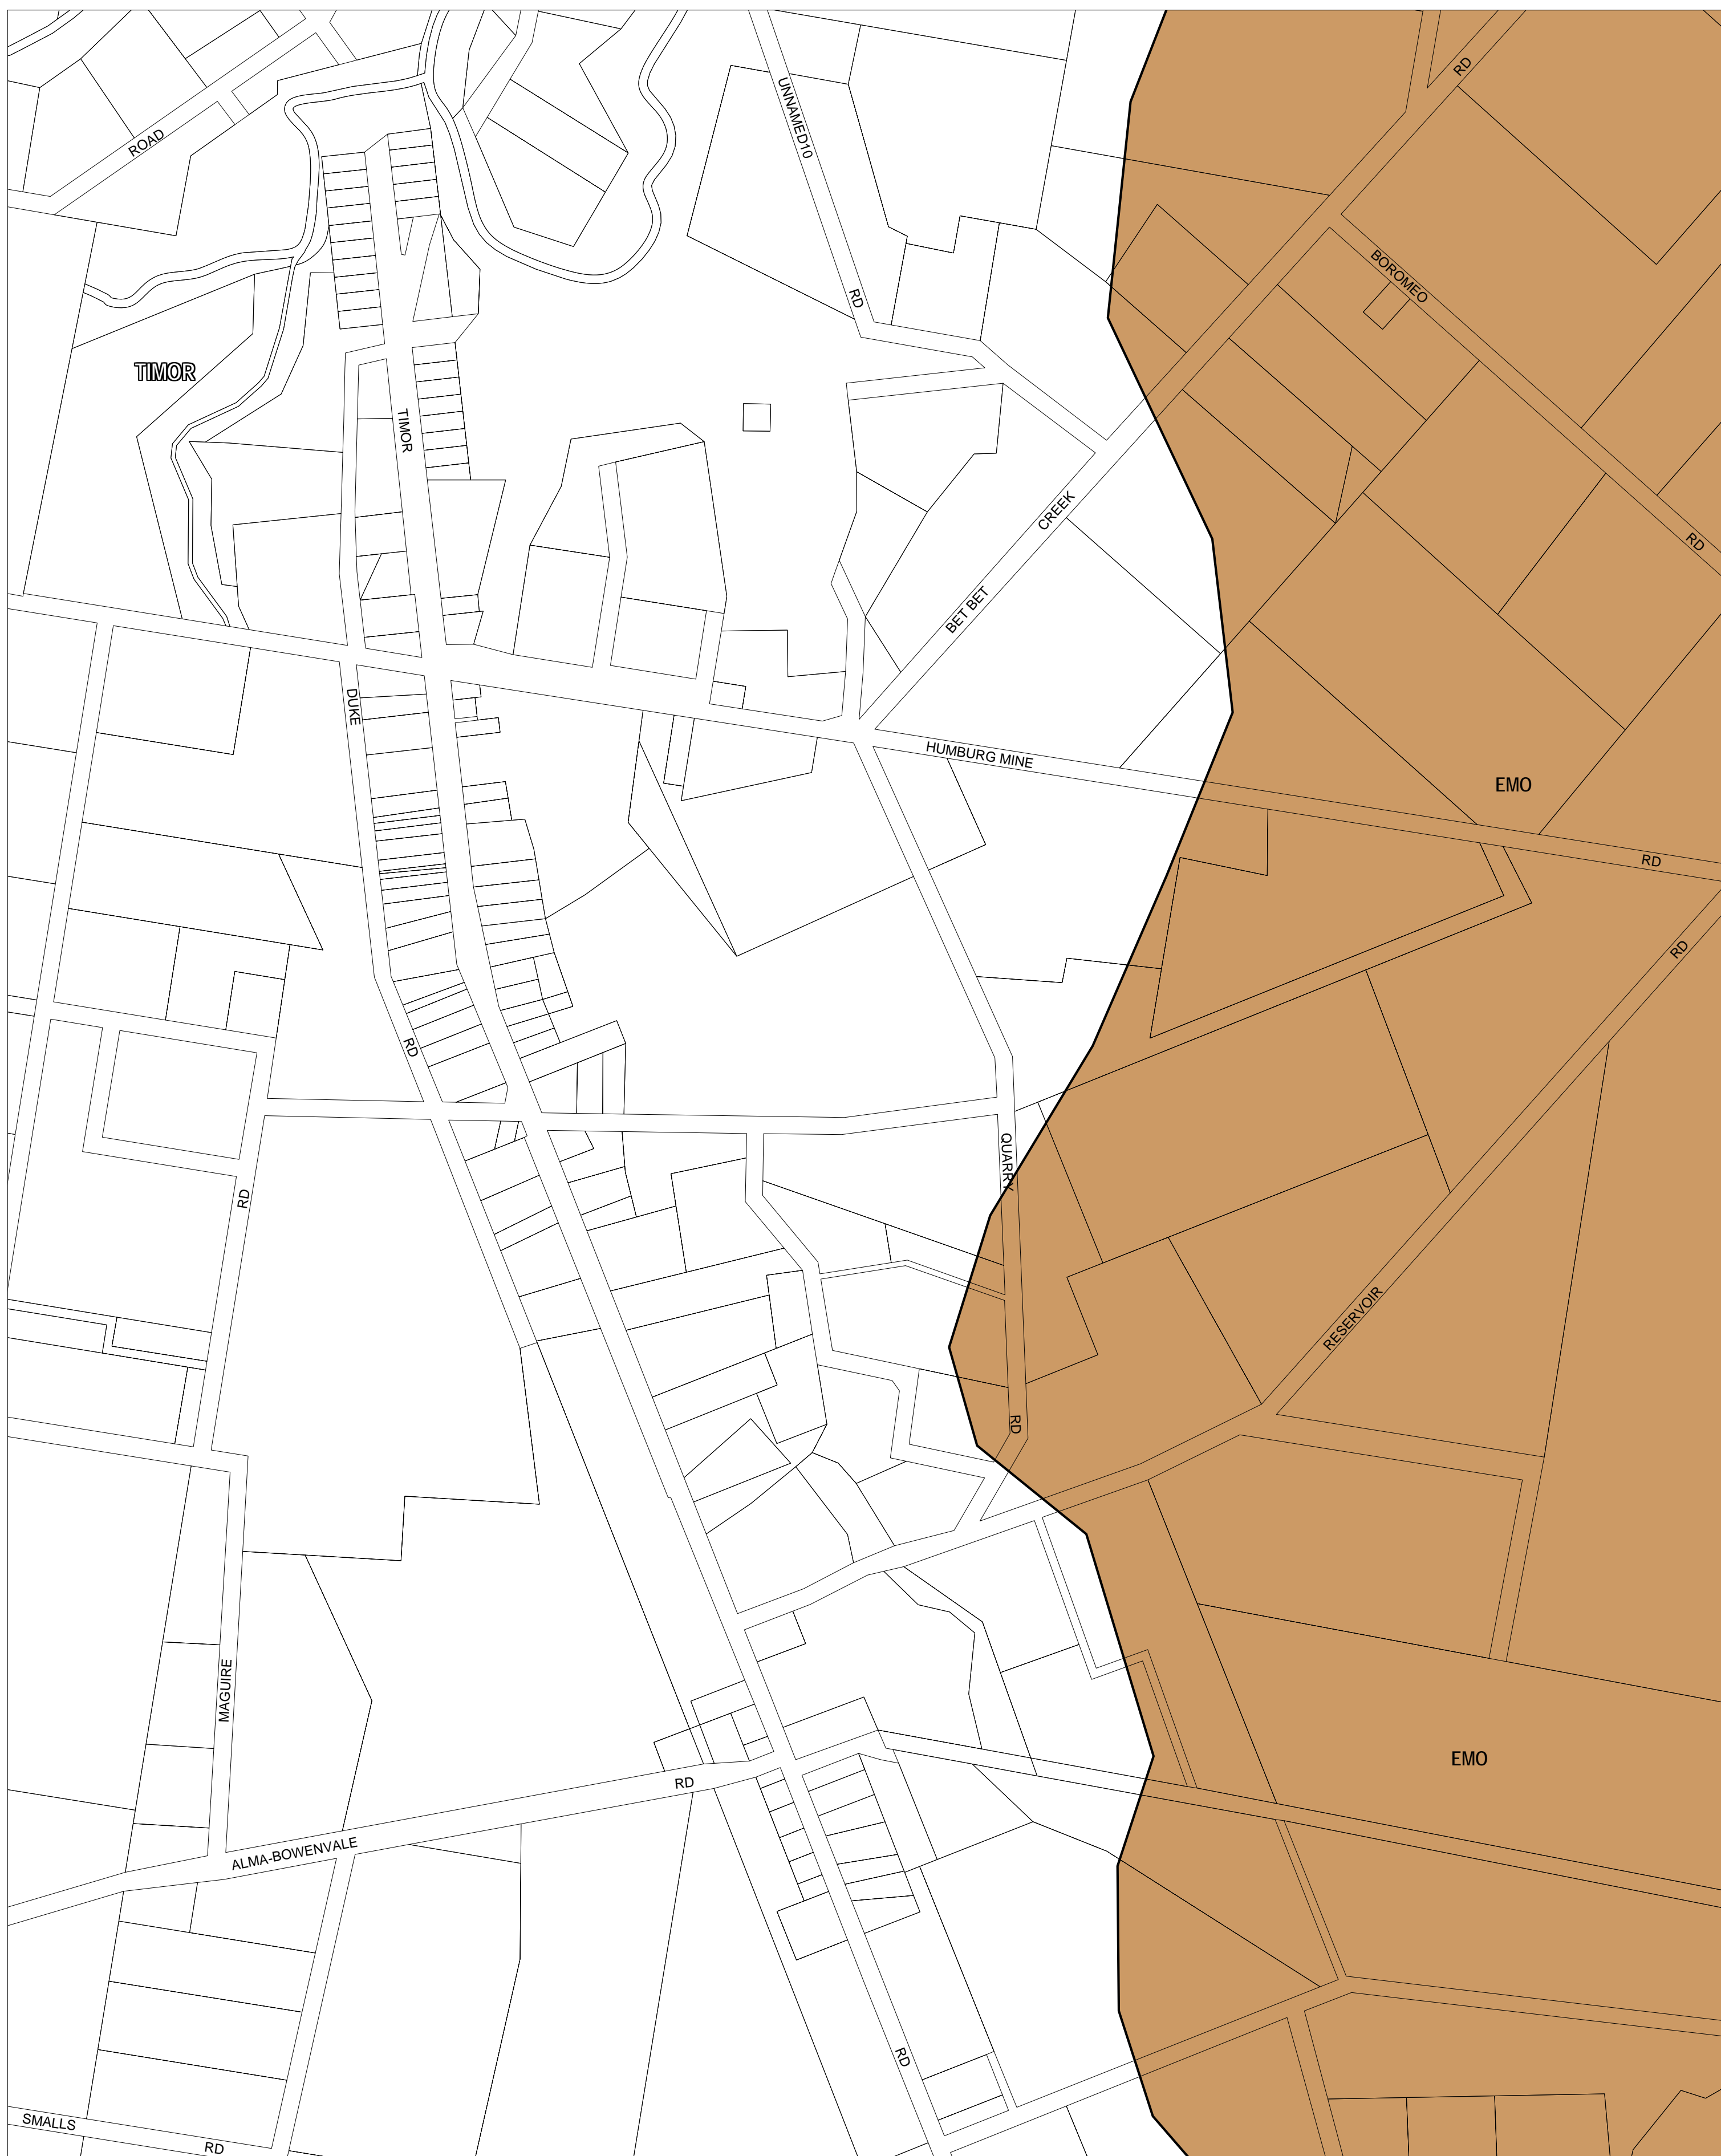 RD
UNNAMED10
ROAD
BOROMEO
RD
TIMOR
TIMOR
CREEK
RD
BET BET
DUKE
HUMBURG MINE
EMO
RD
RD
RD
QUARRY
RD
RESERVOIR
RD
MAGUIRE
EMO
RD
ALMA-BOWENVALE
RD
SMALLS
RD